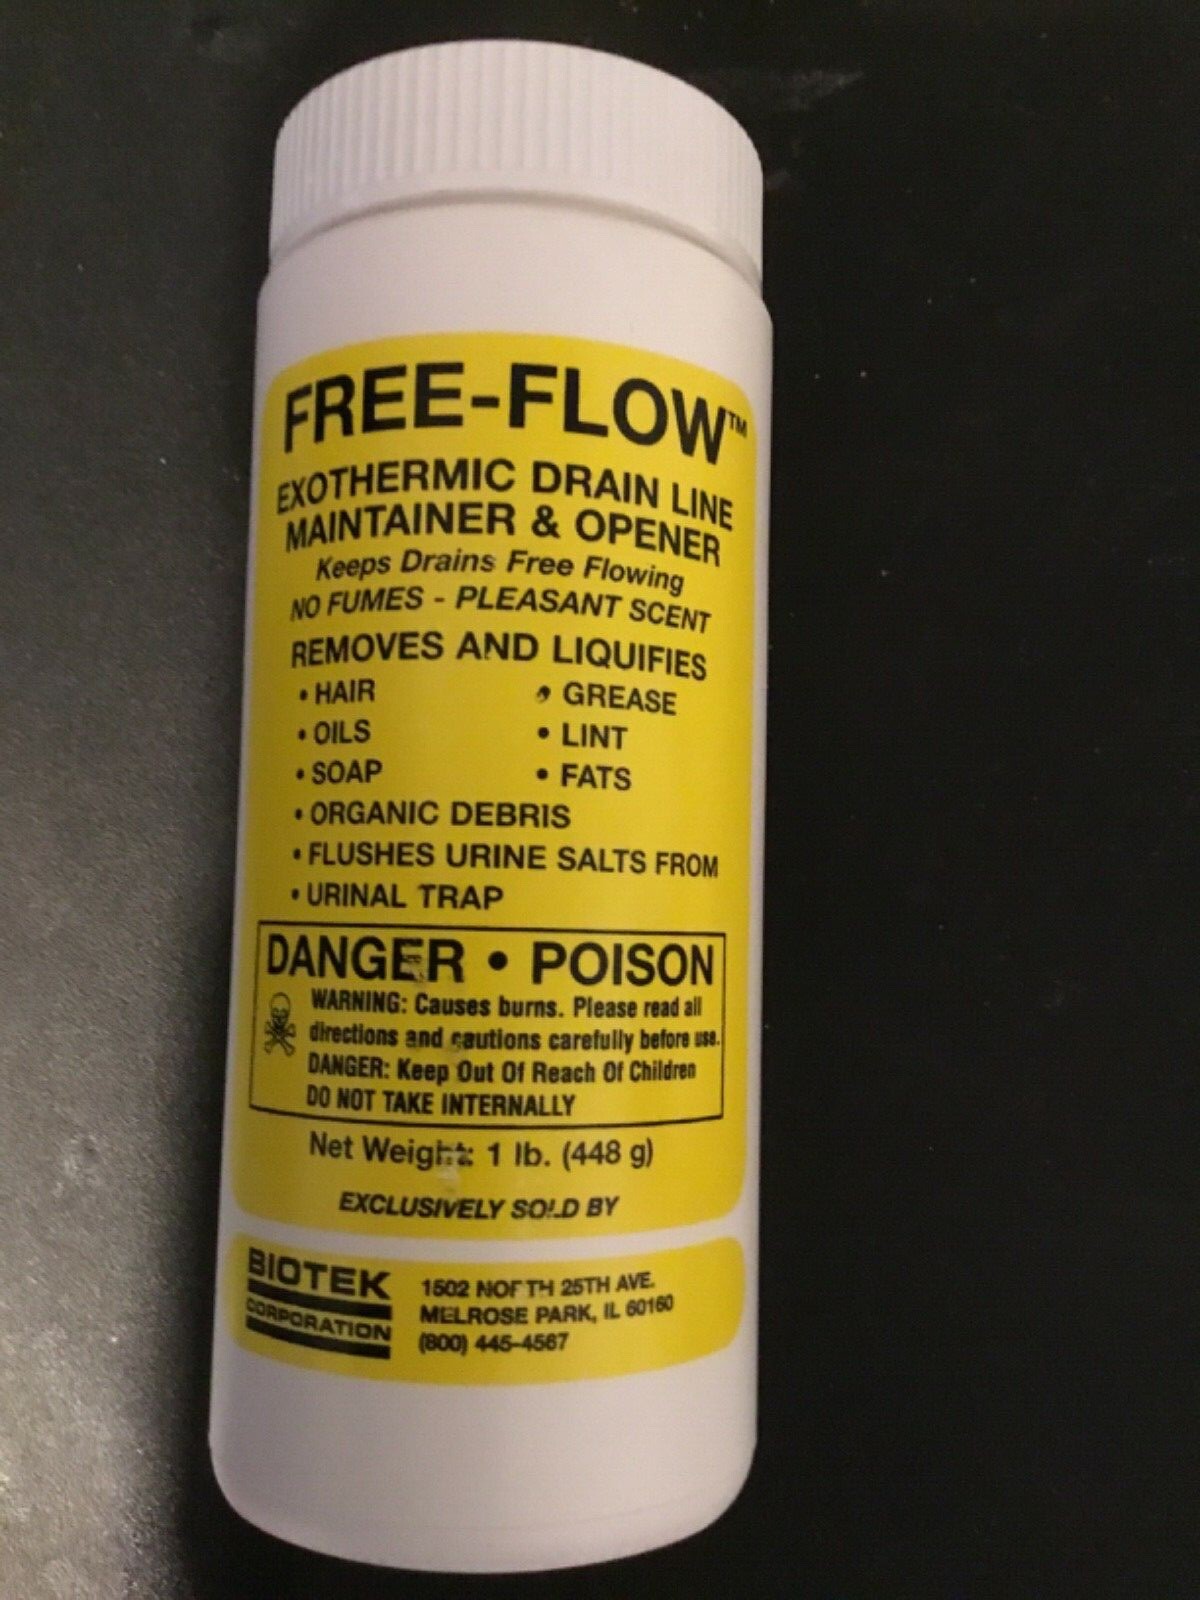 FREE-FLOW™
EXOTHERMIC DRAIN LINE
MAINTAINER & OPENER
Keeps Drains Free Flowing
NO FUMES - PLEASANT SCENT
REMOVES AND LIQUIFIES
• HAIR • GREASE
• OILS • LINT
• SOAP • FATS
• ORGANIC DEBRIS
• FLUSHES URINE SALTS FROM
• URINAL TRAP
DANGER • POISON
WARNING: Causes burns. Please read all
directions and cautions carefully before use.
DANGER: Keep Out Of Reach Of Children
DO NOT TAKE INTERNALLY
Net Weight: 1 lb. (448 g)
EXCLUSIVELY SOLD BY
BIOTEK
CORPORATION
1502 NORTH 25TH AVE.
MELROSE PARK, IL 60160
(800) 445-4567